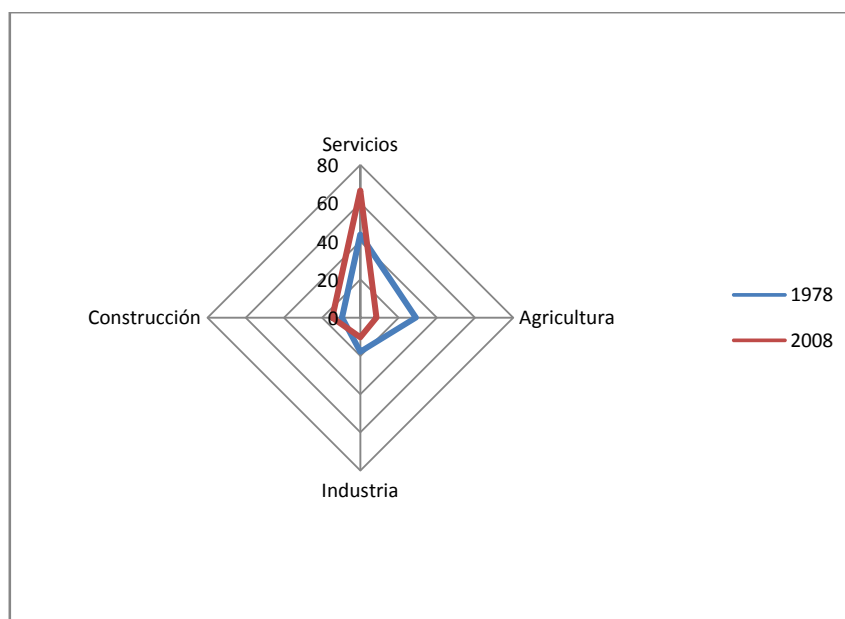 Servicios
80
60
40
20
0
Construcción
Agricultura
Industria
1978
2008